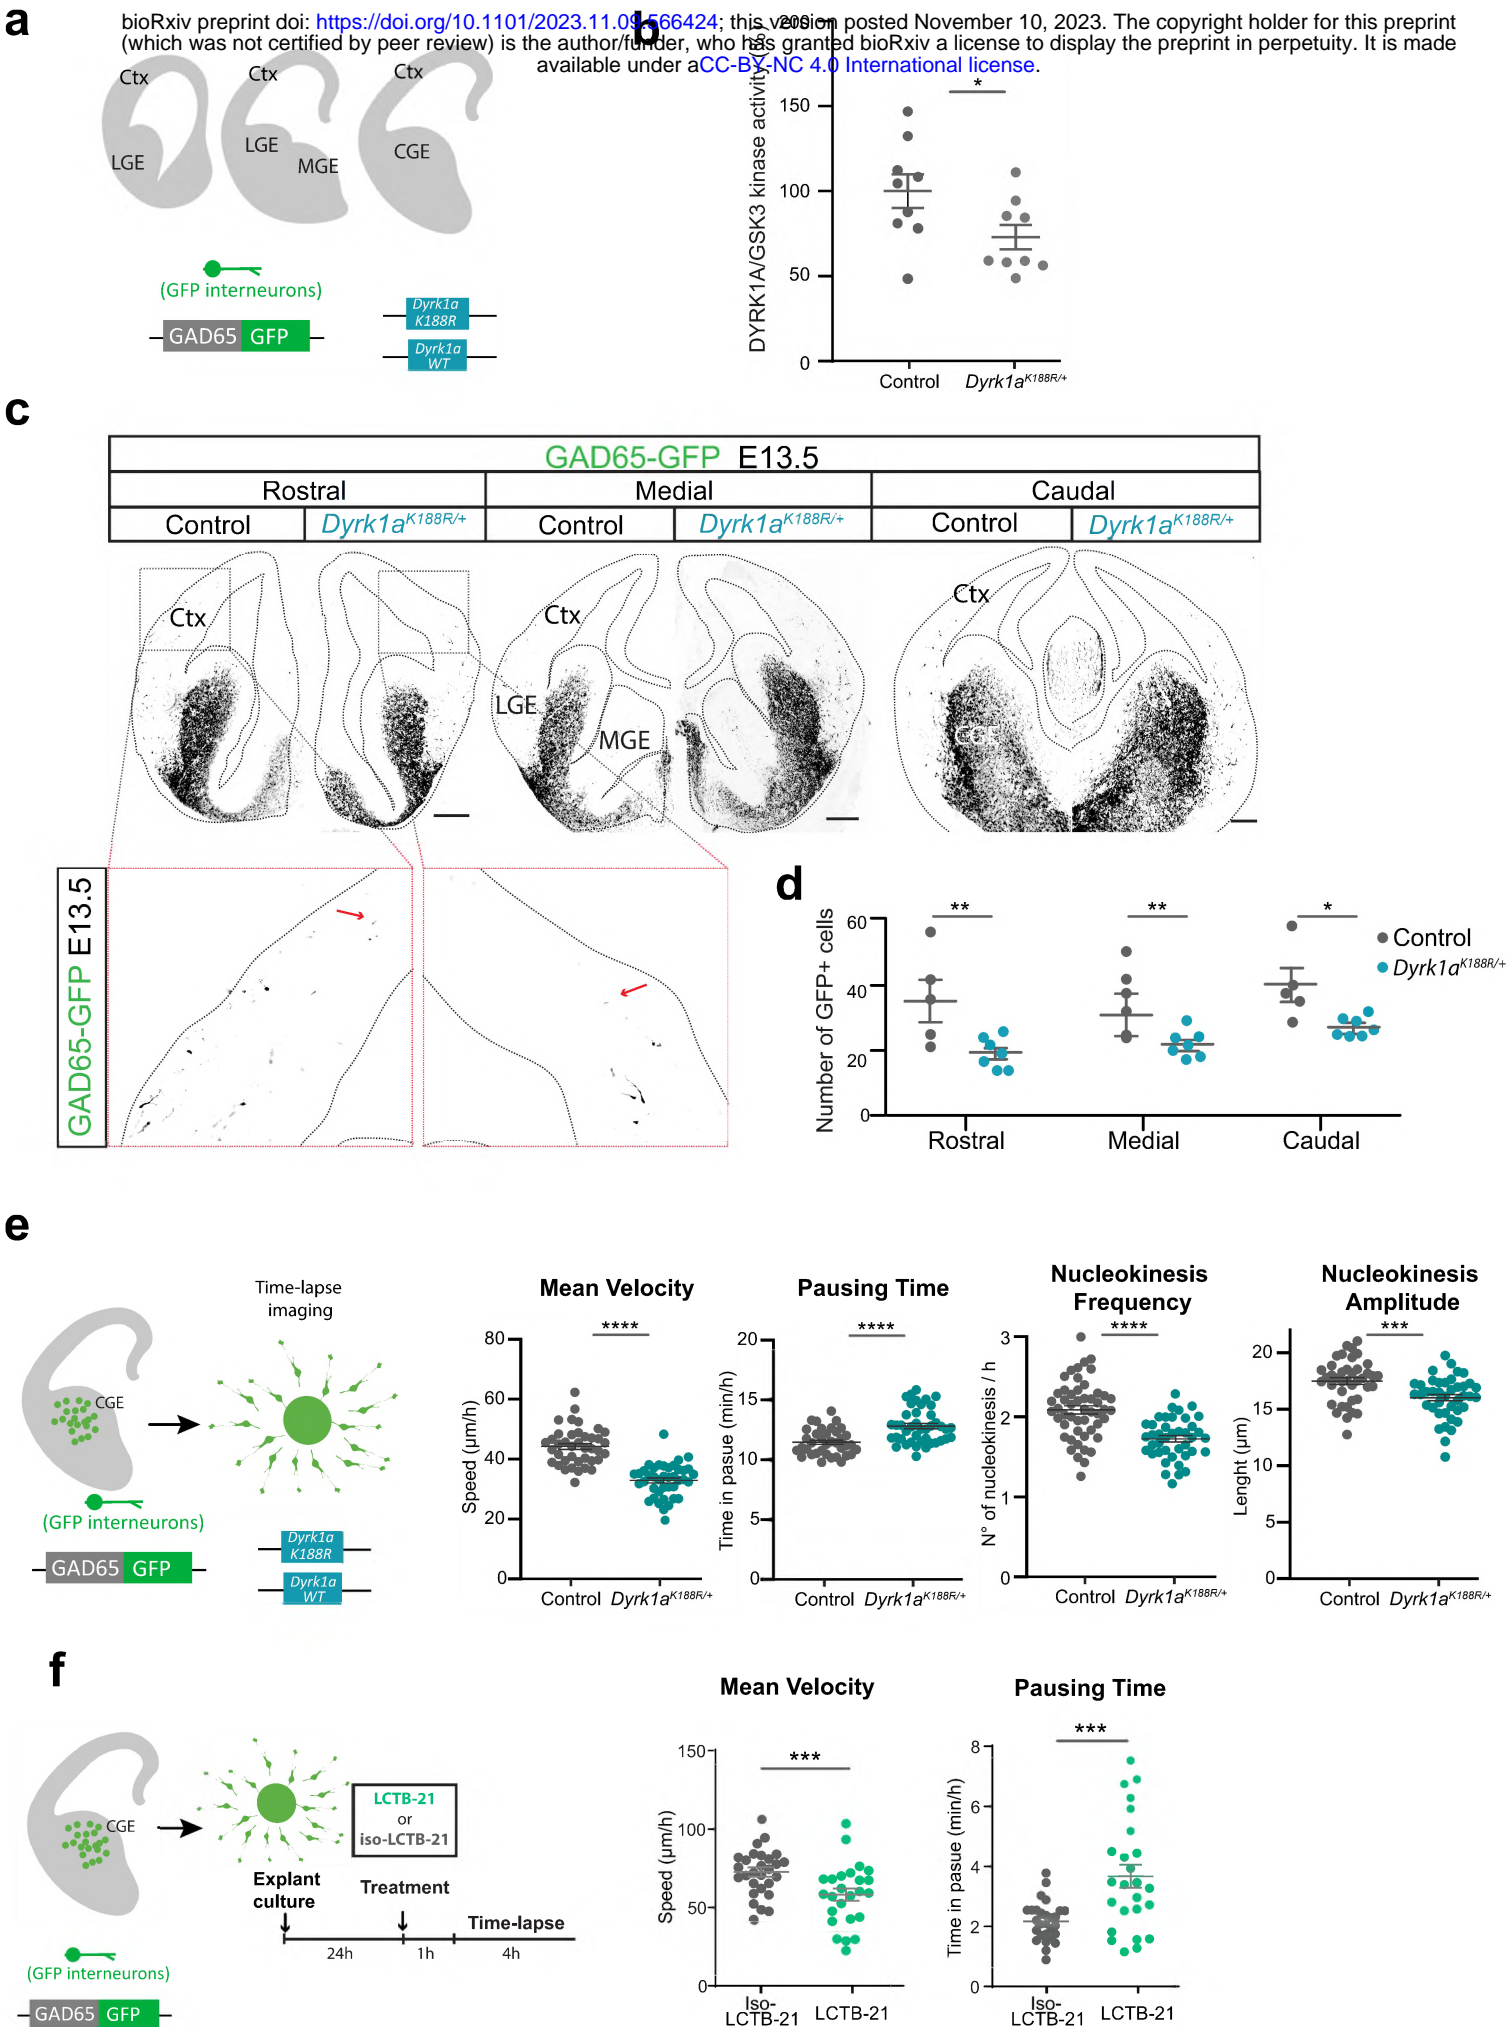 a
bioRxiv preprint doi: https://doi.org/10.1101/2023.11.09.566424; this version posted November 10, 2023. The copyright holder for this preprint
(which was not certified by peer review) is the author/funder, who has granted bioRxiv a license to display the preprint in perpetuity. It is made
available under aCC-BY-NC 4.0 International license.
Ctx
Ctx
Ctx
LGE
LGE
MGE
CGE
(GFP interneurons)
GAD65 GFP
Dyrk1a
K188R
Dyrk1a
WT
b
DYRK1A/GSK3 kinase activity (%)
200
150
100
50
0
*
Control
Dyrk1aK188R/+
c
GAD65-GFP E13.5
Rostral
Medial
Caudal
Control
Dyrk1aK188R/+
Control
Dyrk1aK188R/+
Control
Dyrk1aK188R/+
Ctx
Ctx
Ctx
LGE
MGE
CGE
GAD65-GFP E13.5
d
Number of GFP+ cells
60
40
20
0
**
**
*
Control
Dyrk1aK188R/+
Rostral
Medial
Caudal
e
CGE
Time-lapse
imaging
(GFP interneurons)
GAD65 GFP
Dyrk1a
K188R
Dyrk1a
WT
Mean Velocity
****
Speed (µm/h)
80
60
40
20
0
Control Dyrk1aK188R/+
Pausing Time
****
Time in pasue (min/h)
20
15
10
5
0
Control Dyrk1aK188R/+
Nucleokinesis
Frequency
****
N° of nucleokinesis / h
3
2
1
0
Control Dyrk1aK188R/+
Nucleokinesis
Amplitude
***
Lenght (µm)
20
15
10
5
0
Control Dyrk1aK188R/+
f
CGE
LCTB-21
or
iso-LCTB-21
Explant
culture
Treatment
Time-lapse
24h
1h
4h
(GFP interneurons)
GAD65 GFP
Mean Velocity
***
Speed (µm/h)
150
100
50
0
Iso-
LCTB-21
LCTB-21
Pausing Time
***
Time in pasue (min/h)
8
6
4
2
0
Iso-
LCTB-21
LCTB-21